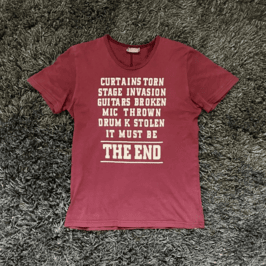 CURTAINS TORN
STAGE INVASION
GUITARS BROKEN
MIC THROWN
DRUM K STOLEN
IT MUST BE
THE END